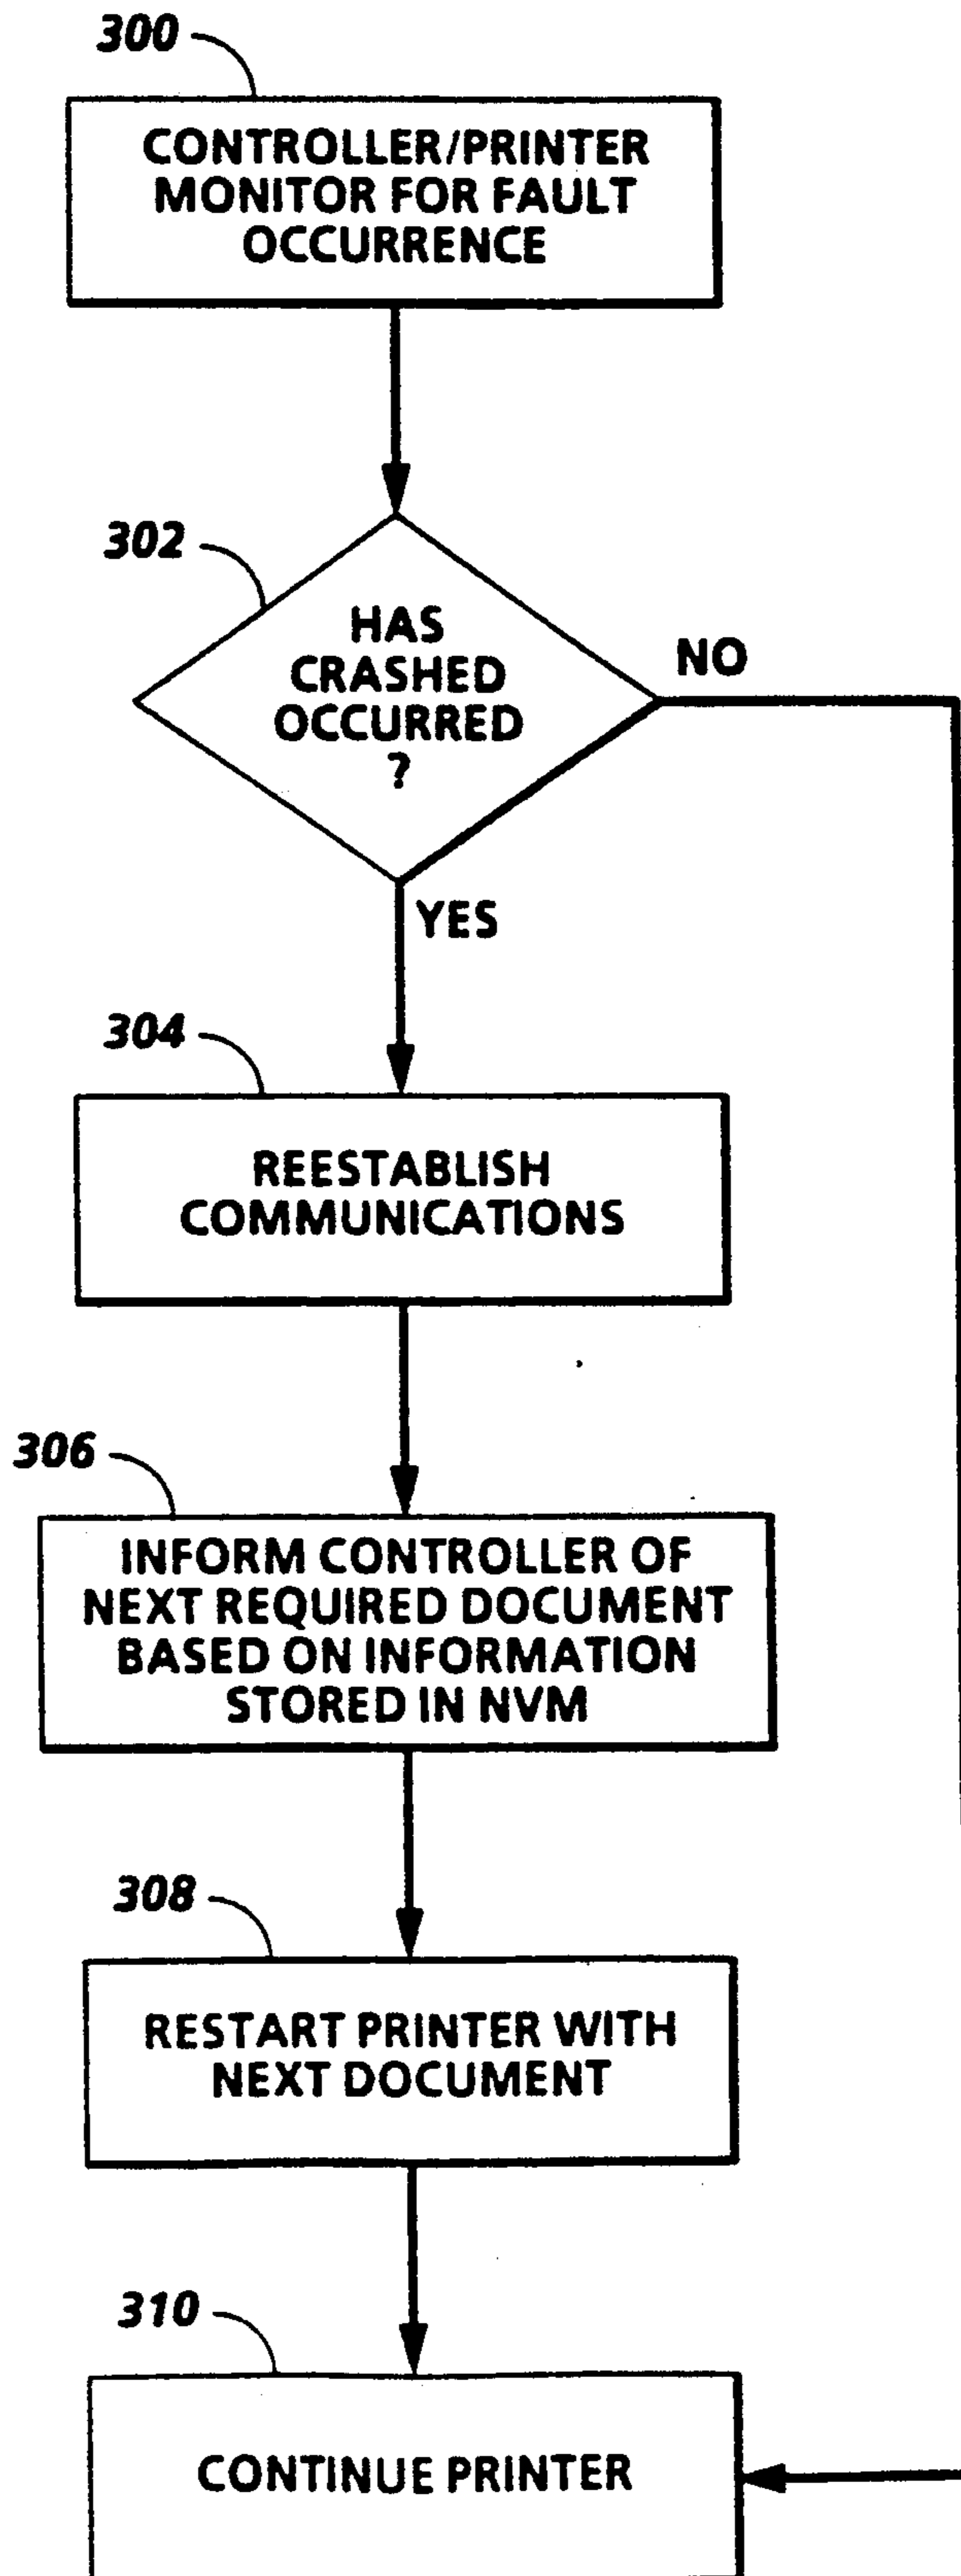 300
CONTROLLER/PRINTER
MONITOR FOR FAULT
OCCURRENCE
302
HAS
CRASHED
OCCURRED
?
NO
YES
304
REESTABLISH
COMMUNICATIONS
306
INFORM CONTROLLER OF
NEXT REQUIRED DOCUMENT
BASED ON INFORMATION
STORED IN NVM
308
RESTART PRINTER WITH
NEXT DOCUMENT
310
CONTINUE PRINTER